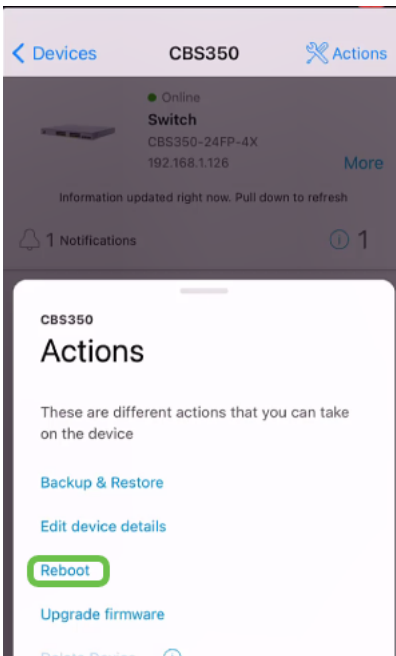 Devices
CBS350
Actions
Online
Switch
CBS350-24FP-4X
192.168.1.126
More
Information updated right now. Pull down to refresh
1 Notifications
1
CBS350
Actions
These are different actions that you can take
on the device
Backup & Restore
Edit device details
Reboot
Upgrade firmware
Delete Device